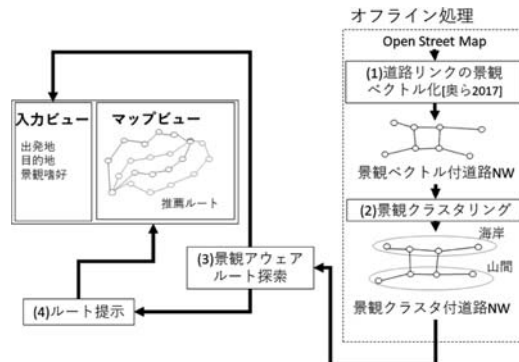 オフライン処理
Open Street Map
(1)道路リンクの景観
ベクトル化[奥ら2017]
景観ベクトル付道路NW
(2)景観クラスタリング
海岸
山間
景観クラスタ付道路NW
入力ビュー
出発地
目的地
景観嗜好
マップビュー
推薦ルート
(3)景観アウェア
ルート探索
(4)ルート提示